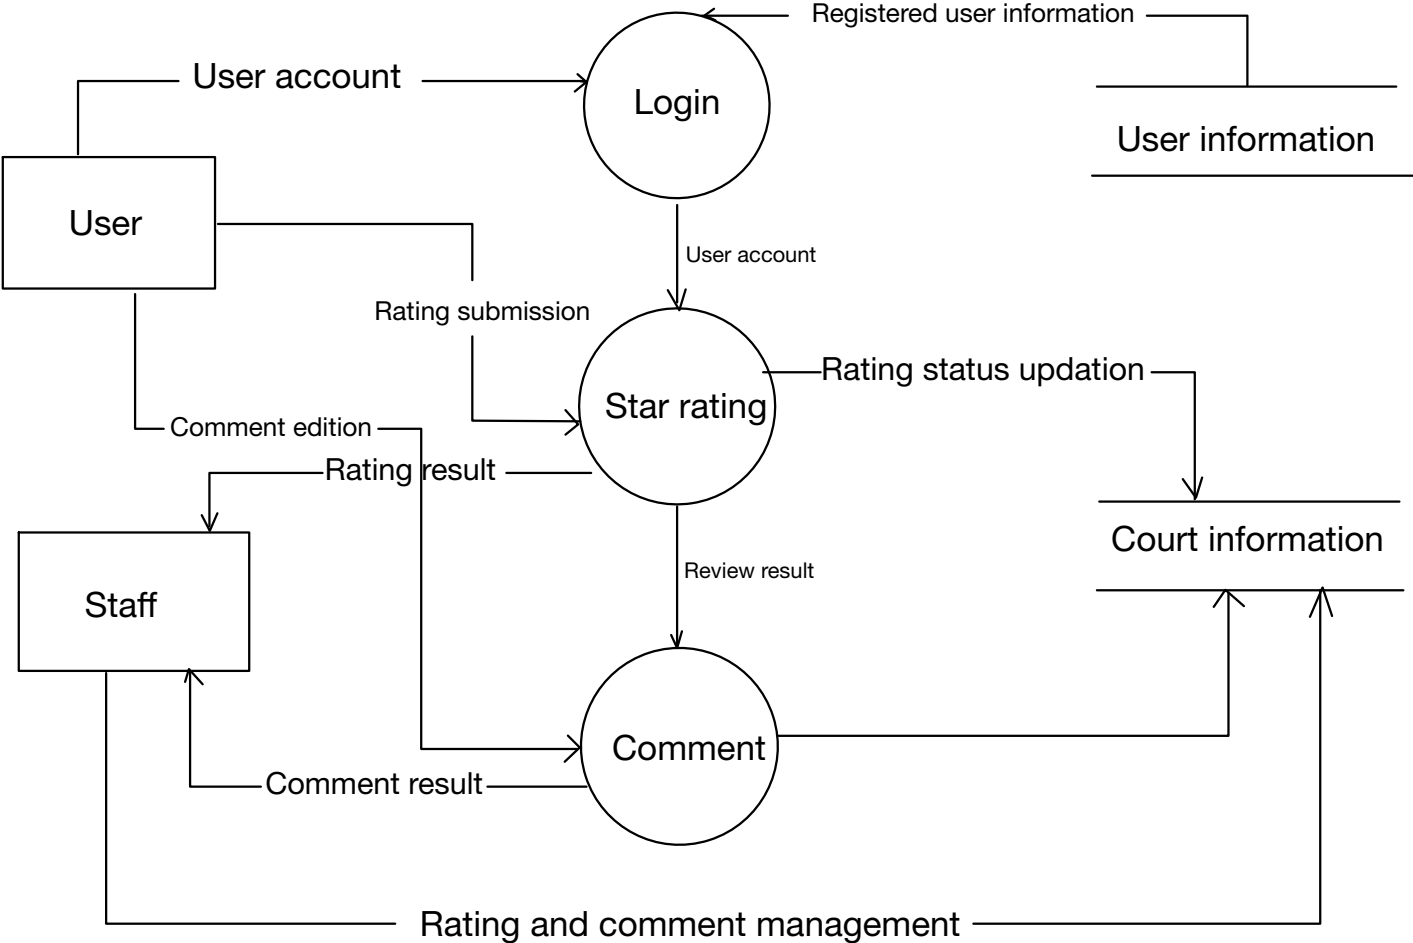 Registered user information
User account
Login
User information
User
User account
Rating submission
Rating status updation
Star rating
Comment edition
Rating result
Court information
Review result
Staff
Comment
Comment result
Rating and comment management